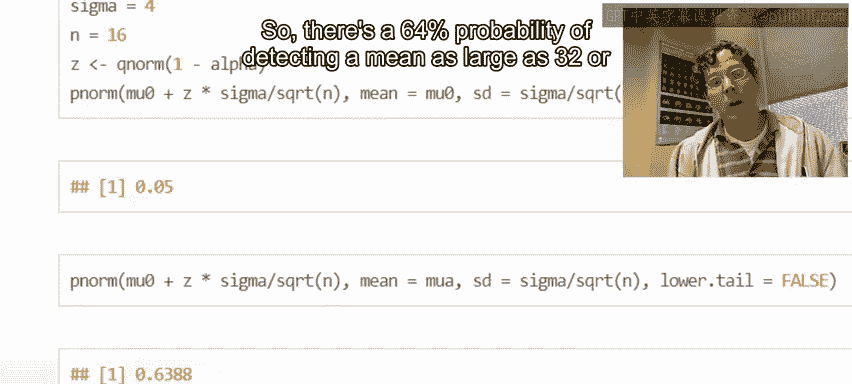 sigma = 4
So, there's a 64% probability of
detecting a mean as large as 32 or
n = 16
z <- qnorm(1 - alpha)
pnorm(mu0 + z * sigma/sqrt(n), mean = mu0, sd = sigma/sqrt(
## [1] 0.05
pnorm(mu0 + z * sigma/sqrt(n), mean = mua, sd = sigma/sqrt(n), lower.tail = FALSE)
## [1] 0.6388